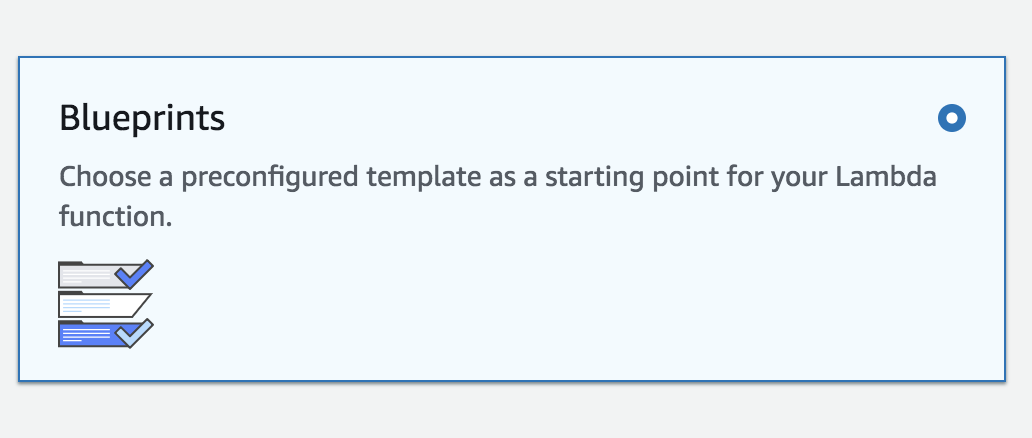 Blueprints
Choose a preconfigured template as a starting point for your Lambda
function.